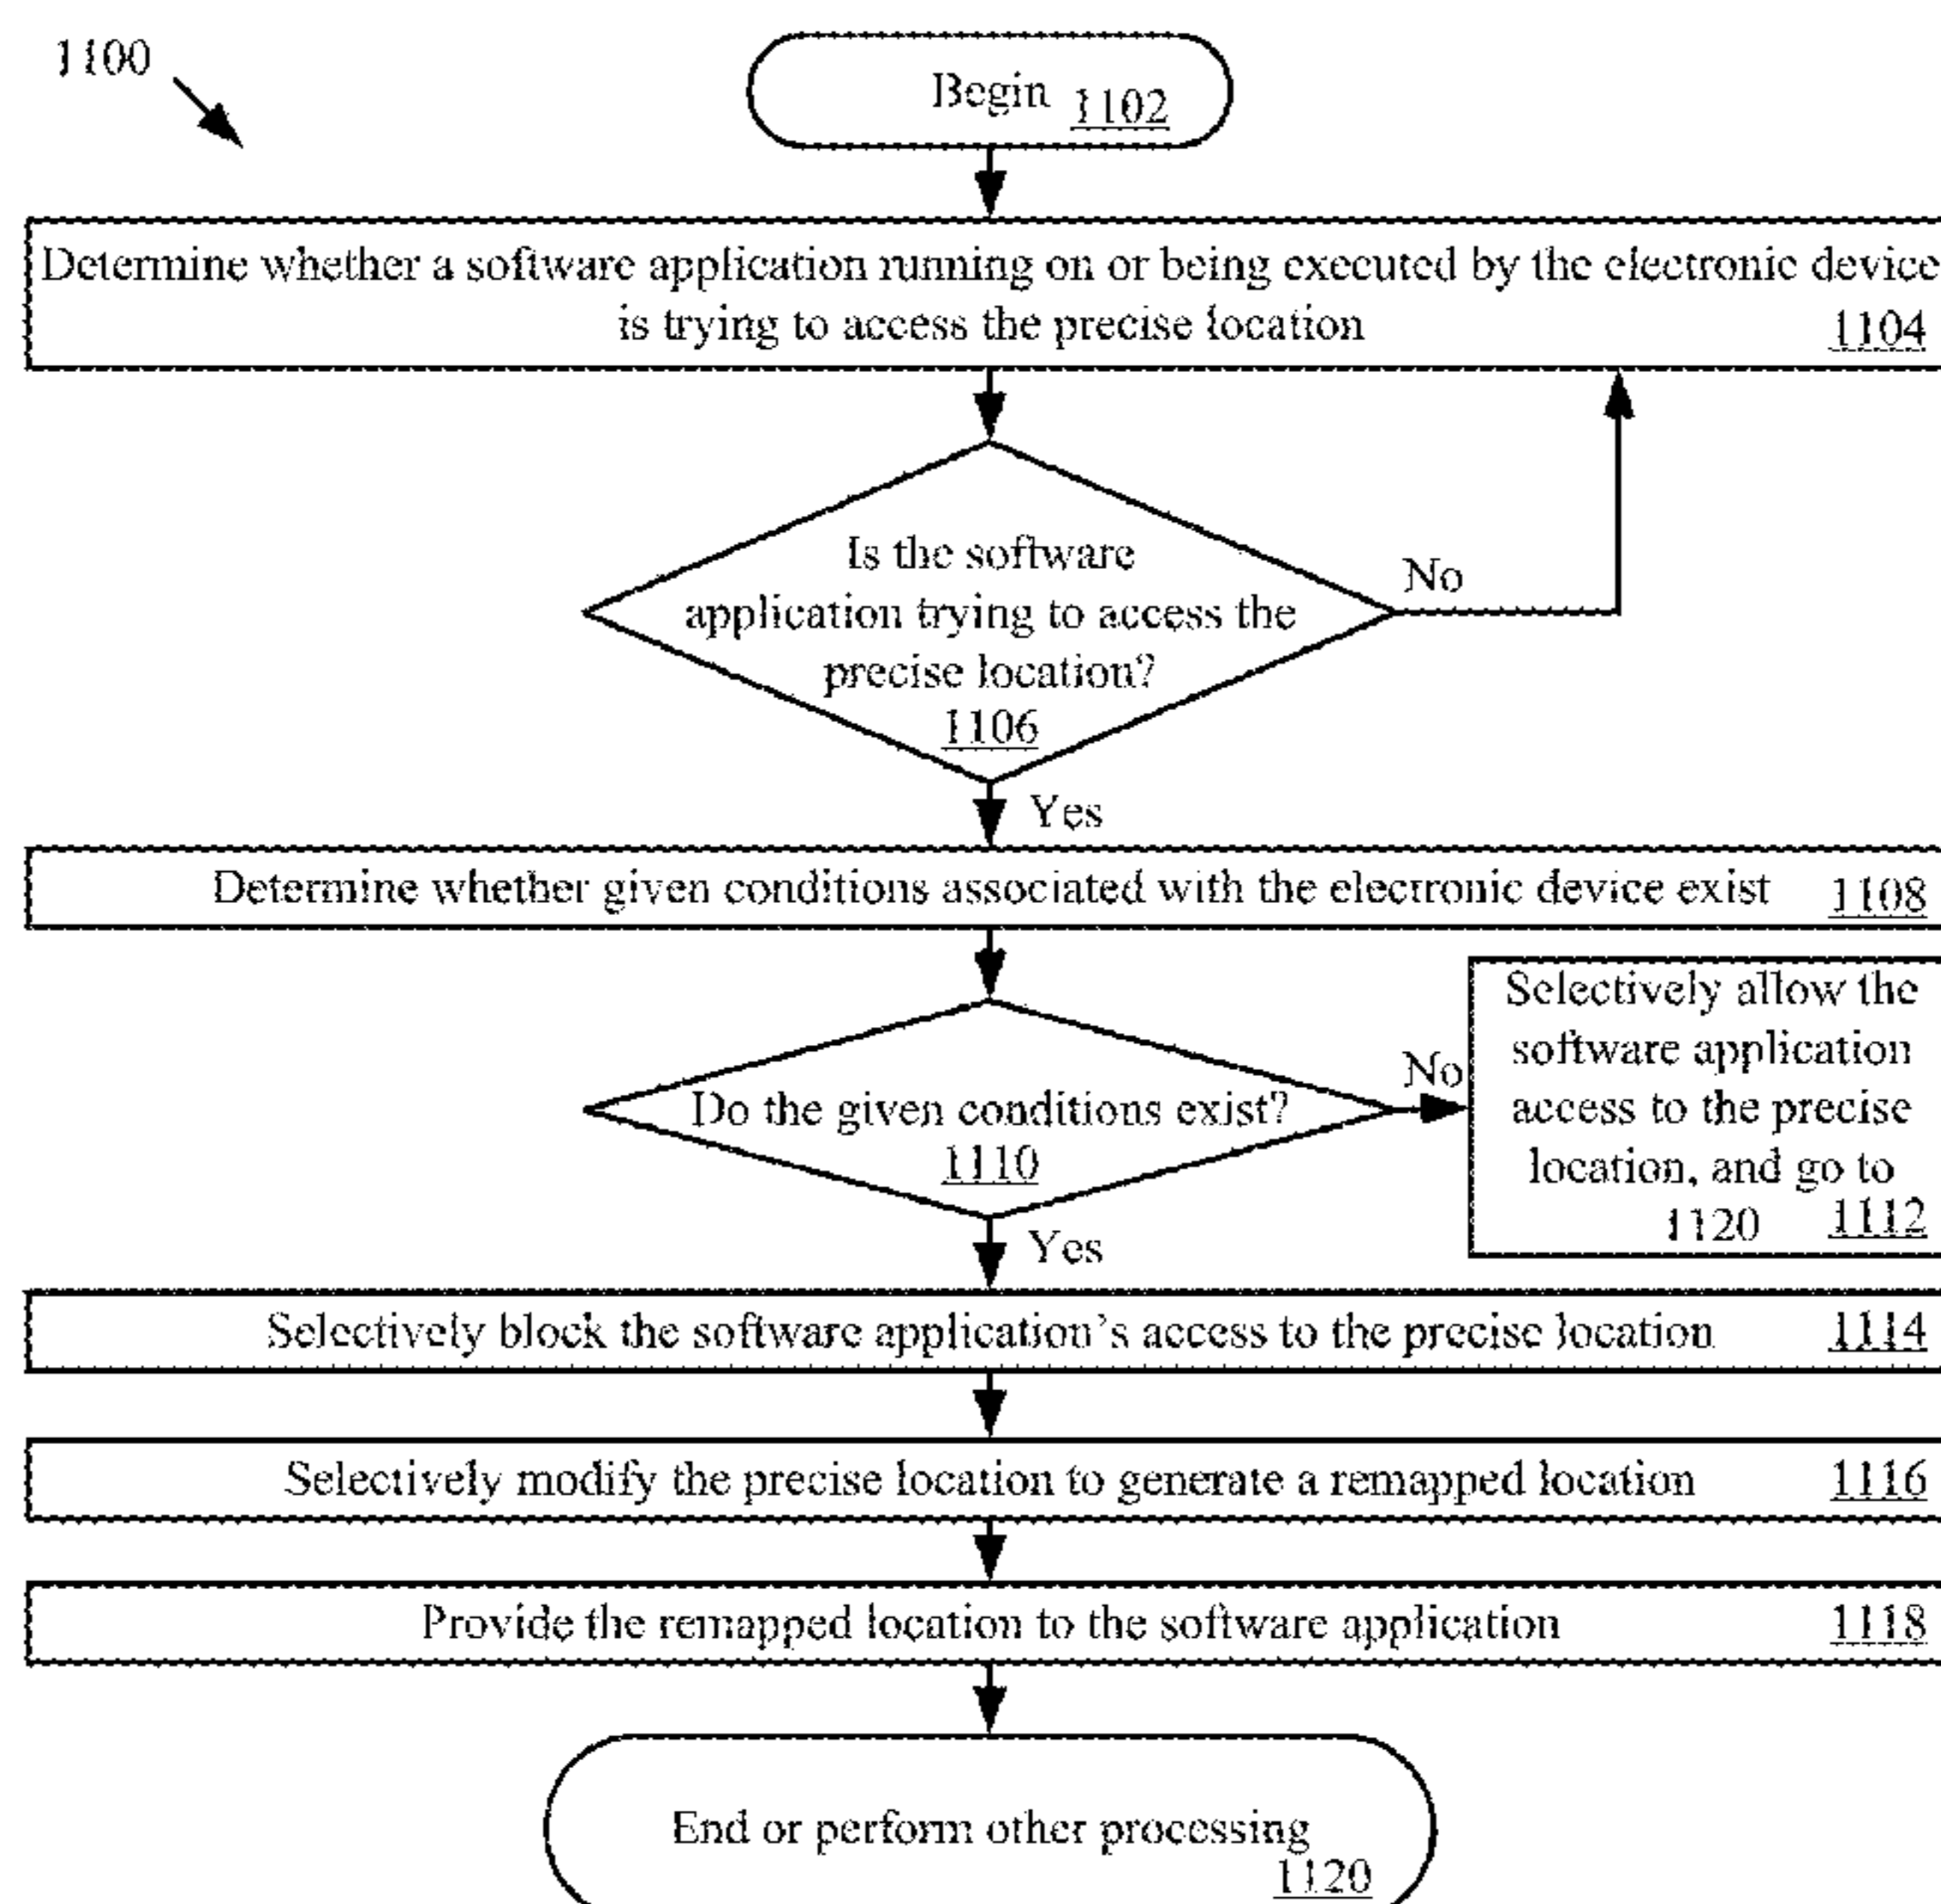 1100
Begin 1102
Determine whether a software application running on or being executed by the electronic device
is trying to access the precise location 1104
Is the software
application trying to access the
precise location?
1106
No
Yes
Determine whether given conditions associated with the electronic device exist 1108
Do the given conditions exist?
1110
No
Selectively allow the
software application
access to the precise
location, and go to
1120 1112
Yes
Selectively block the software application's access to the precise location 1114
Selectively modify the precise location to generate a remapped location 1116
Provide the remapped location to the software application 1118
End or perform other processing
1120